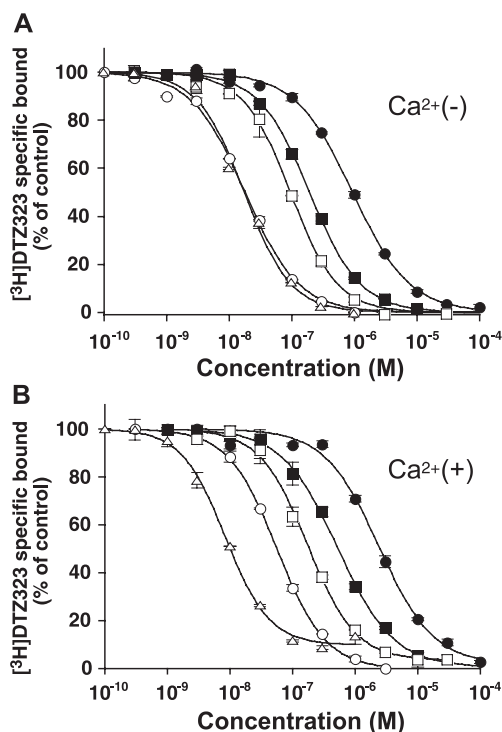 A
[³H]DTZ323 specific bound
(% of control)
100
80
60
40
20
0
Ca²⁺(-)
10⁻¹⁰ 10⁻⁹ 10⁻⁸ 10⁻⁷ 10⁻⁶ 10⁻⁵ 10⁻⁴
Concentration (M)
B
[³H]DTZ323 specific bound
(% of control)
100
80
60
40
20
0
Ca²⁺(+)
10⁻¹⁰ 10⁻⁹ 10⁻⁸ 10⁻⁷ 10⁻⁶ 10⁻⁵ 10⁻⁴
Concentration (M)